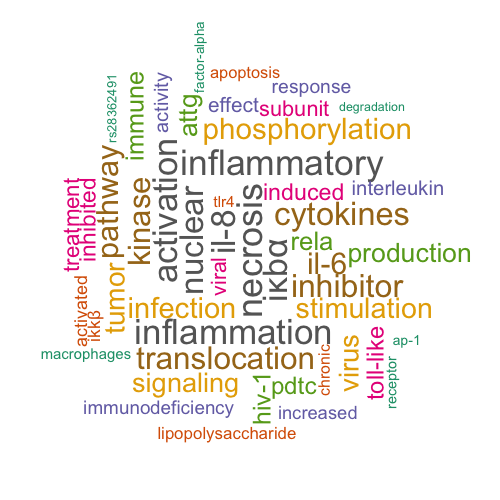 factor-alpha
apoptosis
rs28362491
immune
activity
response
attg
effect
subunit
degradation
phosphorylation
pathway
activation
inflammatory
treatment
inhibited
kinase
nuclear
tlr4
necrosis
induced
interleukin
il-8
cytokines
viral
ικbα
rela
production
il-6
tumor
inhibitor
activated
ikkβ
infection
stimulation
inflammation
macrophages
translocation
chronic
virus
toll-like
ap-1
receptor
signaling
hiv-1
pdtc
immunodeficiency
increased
lipopolysaccharide